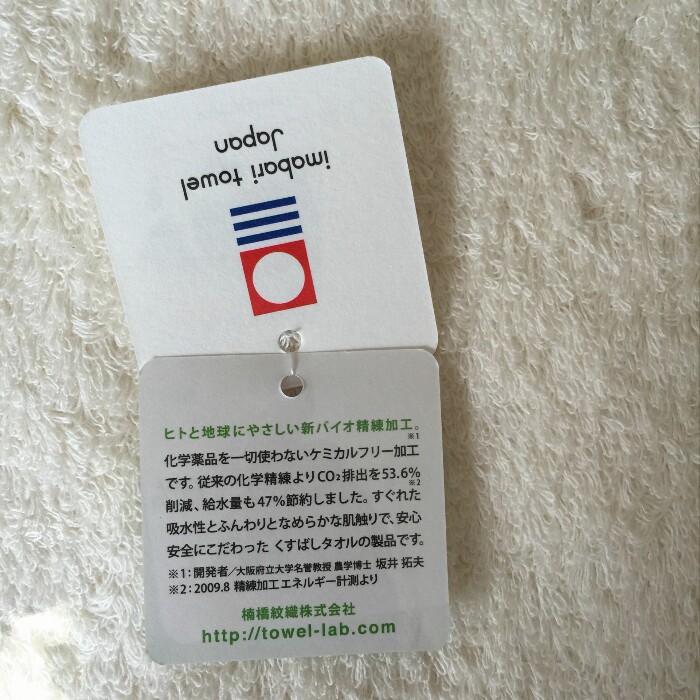 imabari towel
Japan
ヒトと地球にやさしい新バイオ精練加工。
※1
化学薬品を一切使わないケミカルフリー加工
です。従来の化学精練よりCO₂排出を53.6%
※2
削減、給水量も47%節約しました。すぐれた
吸水性とふんわりとなめらかな肌触りで、安心
安全にこだわった くすばしタオルの製品です。
※1:開発者/大阪府立大学名誉教授 農学博士 坂井 拓夫
※2:2009.8 精練加工エネルギー計測より
楠橋紋織株式会社
http://towel-lab.com